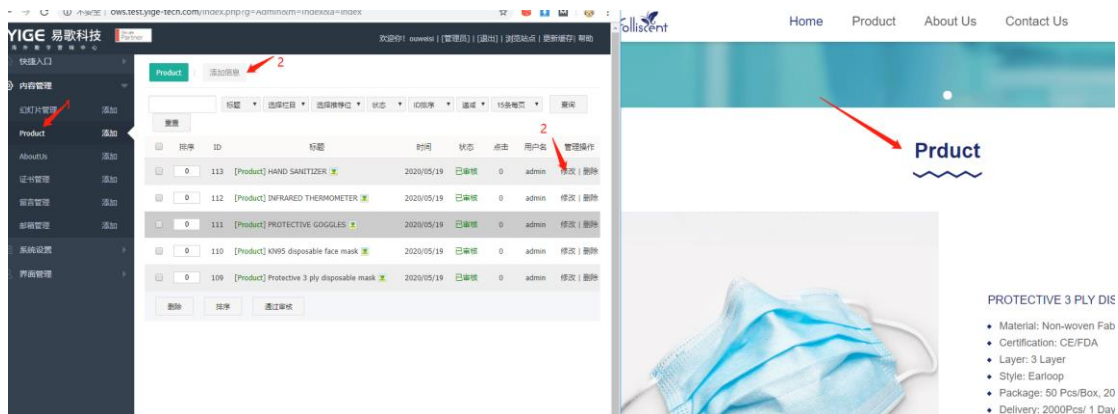 不安全 | ows.test.yige-tech.com/index.php?g=Admin&m=Index&a=index
YIGE 易歌科技
Partner
欢迎你! ouweisi | [管理员] | [退出] | 浏览站点 | 更新缓存| 帮助
快捷入口
内容管理
幻灯片管理 添加
Product 添加
AboutUs 添加
证书管理 添加
留言管理 添加
邮箱管理 添加
系统设置
界面管理
1
Product 添加信息
2
标题 选择栏目 选择推荐位 状态 ID排序 递减 15条每页 查询
重置
2
排序 ID 标题 时间 状态 点击 用户名 管理操作
0 113 [Product] HAND SANITIZER 2020/05/19 已审核 0 admin 修改 | 删除
0 112 [Product] INFRARED THERMOMETER 2020/05/19 已审核 0 admin 修改 | 删除
0 111 [Product] PROTECTIVE GOGGLES 2020/05/19 已审核 0 admin 修改 | 删除
0 110 [Product] KN95 disposable face mask 2020/05/19 已审核 0 admin 修改 | 删除
0 109 [Product] Protective 3 ply disposable mask 2020/05/19 已审核 0 admin 修改 | 删除
删除 排序 通过审核
olliscent
Home Product About Us Contact Us
Prduct
PROTECTIVE 3 PLY DIS
Material: Non-woven Fab
Certification: CE/FDA
Layer: 3 Layer
Style: Earloop
Package: 50 Pcs/Box, 20
Delivery: 2000Pcs/ 1 Day